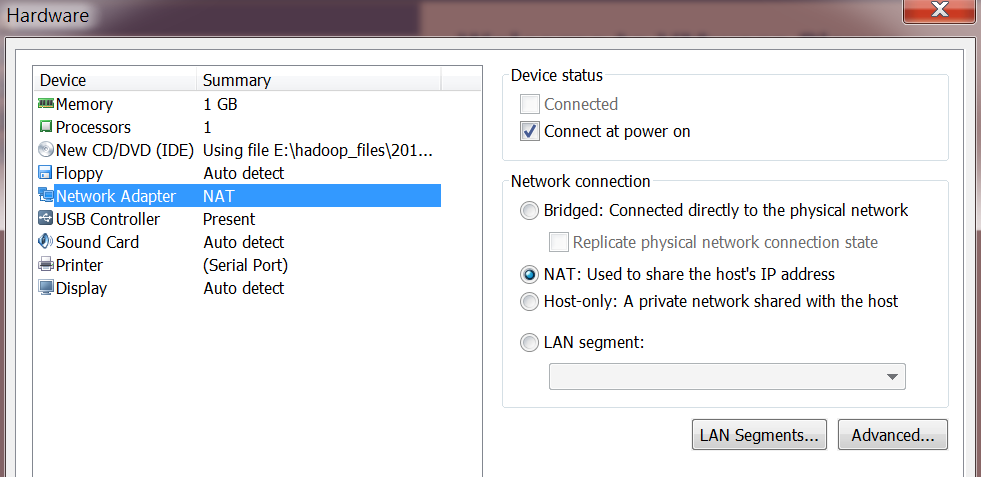 Hardware
Device Summary
Memory 1 GB
Processors 1
New CD/DVD (IDE) Using file E:\hadoop_files\201...
Floppy Auto detect
Network Adapter NAT
USB Controller Present
Sound Card Auto detect
Printer (Serial Port)
Display Auto detect
Device status
Connected
Connect at power on
Network connection
Bridged: Connected directly to the physical network
Replicate physical network connection state
NAT: Used to share the host's IP address
Host-only: A private network shared with the host
LAN segment:
LAN Segments... Advanced...